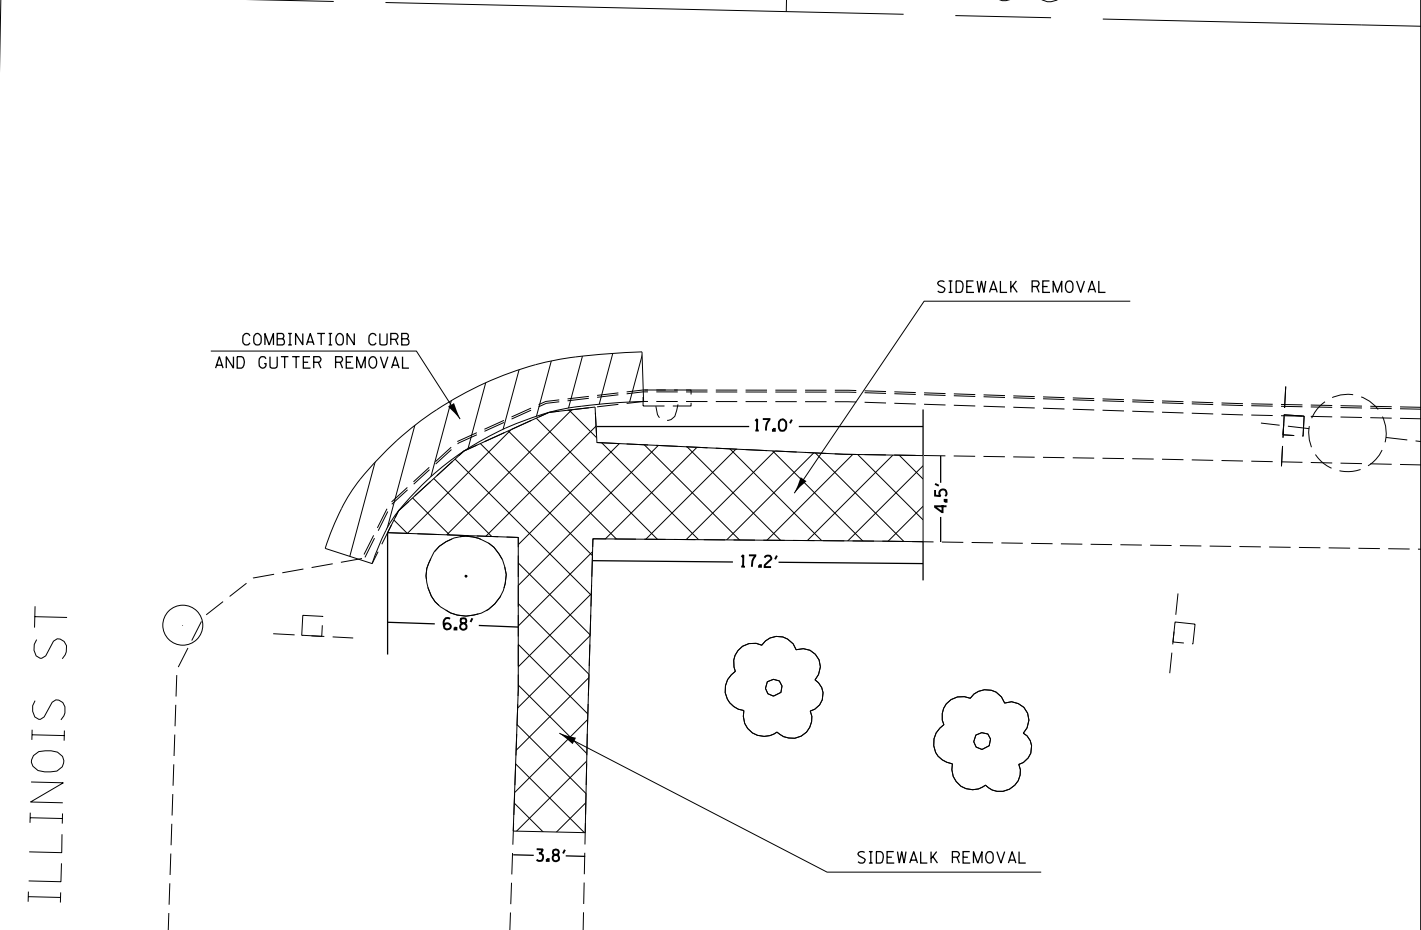 SIDEWALK REMOVAL
COMBINATION CURB
AND GUTTER REMOVAL
17.0'
4.5'
17.2'
6.8'
ILLINOIS ST
3.8'
SIDEWALK REMOVAL